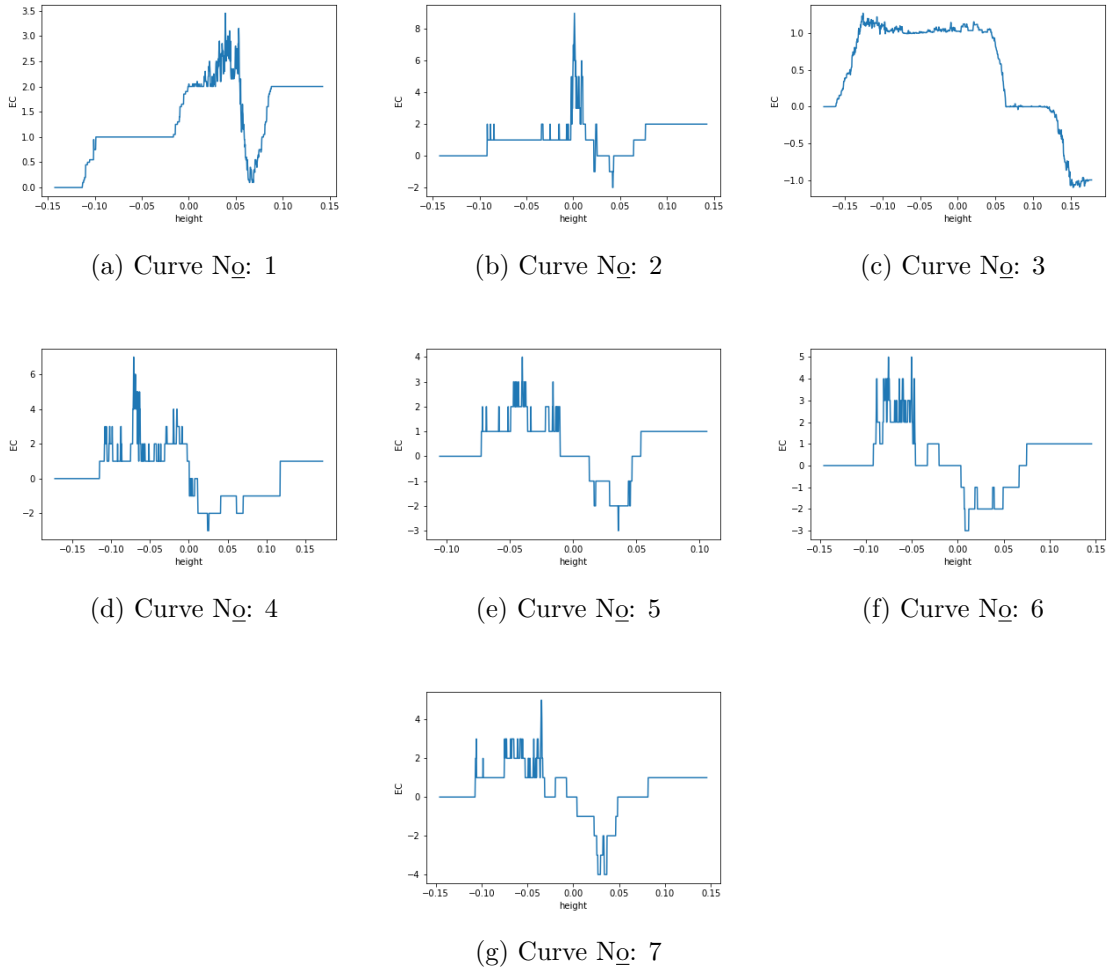 3.5
3.0
2.5
2.0
1.5
1.0
0.5
0.0
EC
−0.15 −0.10 −0.05 0.00 0.05 0.10 0.15
height
(a) Curve No: 1
8
6
4
2
0
−2
EC
−0.15 −0.10 −0.05 0.00 0.05 0.10 0.15
height
(b) Curve No: 2
1.0
0.5
0.0
−0.5
−1.0
EC
−0.15 −0.10 −0.05 0.00 0.05 0.10 0.15
height
(c) Curve No: 3
6
4
2
0
−2
EC
−0.15 −0.10 −0.05 0.00 0.05 0.10 0.15
height
(d) Curve No: 4
4
3
2
1
0
−1
−2
−3
EC
−0.10 −0.05 0.00 0.05 0.10
height
(e) Curve No: 5
5
4
3
2
1
0
−1
−2
−3
EC
−0.15 −0.10 −0.05 0.00 0.05 0.10 0.15
height
(f) Curve No: 6
4
2
0
−2
−4
EC
−0.15 −0.10 −0.05 0.00 0.05 0.10 0.15
height
(g) Curve No: 7